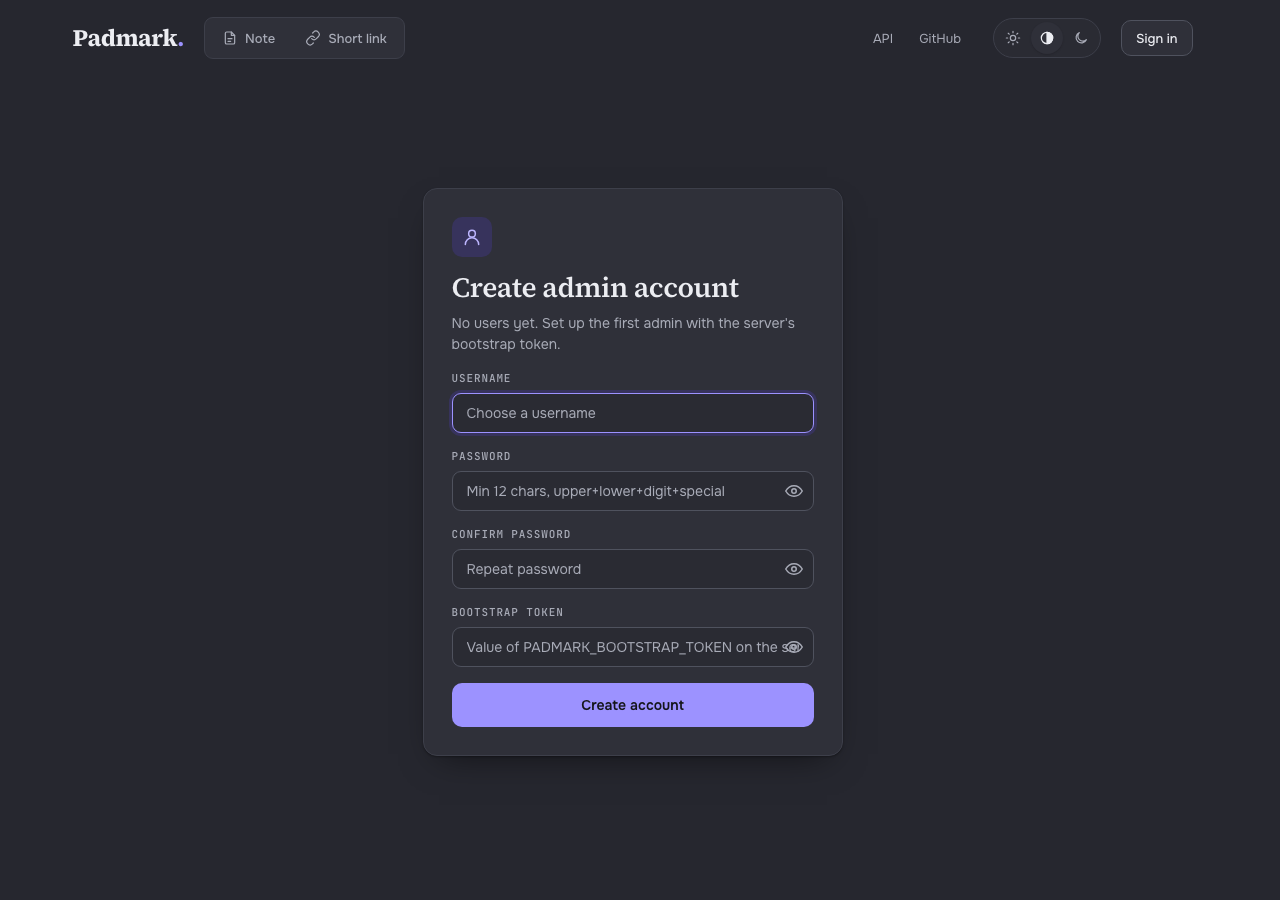 Padmark.
Note
Short link
API
GitHub
Sign in
Create admin account
No users yet. Set up the first admin with the server's
bootstrap token.
USERNAME
Choose a username
PASSWORD
Min 12 chars, upper+lower+digit+special
CONFIRM PASSWORD
Repeat password
BOOTSTRAP TOKEN
Value of PADMARK_BOOTSTRAP_TOKEN on the
Create account